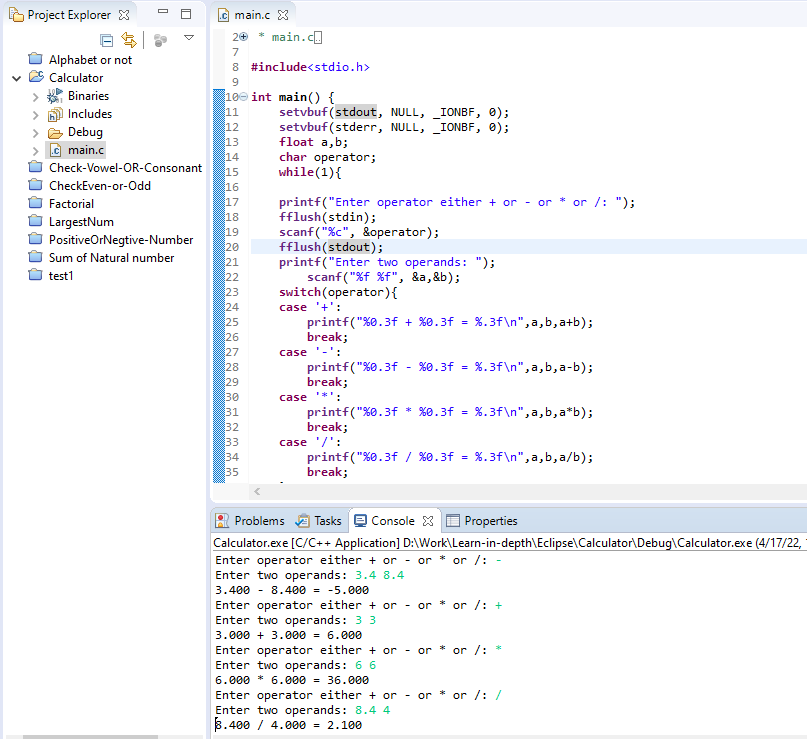 Project Explorer
Alphabet or not
Calculator
Binaries
Includes
Debug
main.c
Check-Vowel-OR-Consonant
CheckEven-or-Odd
Factorial
LargestNum
PositiveOrNegtive-Number
Sum of Natural number
test1
main.c
2 * main.c
7
8 #include<stdio.h>
9
10 int main() {
11 setvbuf(stdout, NULL, _IONBF, 0);
12 setvbuf(stderr, NULL, _IONBF, 0);
13 float a,b;
14 char operator;
15 while(1){
16
17 printf("Enter operator either + or - or * or /: ");
18 fflush(stdin);
19 scanf("%c", &operator);
20 fflush(stdout);
21 printf("Enter two operands: ");
22 scanf("%f %f", &a,&b);
23 switch(operator){
24 case '+':
25 printf("%0.3f + %0.3f = %.3f\n",a,b,a+b);
26 break;
27 case '-':
28 printf("%0.3f - %0.3f = %.3f\n",a,b,a-b);
29 break;
30 case '*':
31 printf("%0.3f * %0.3f = %.3f\n",a,b,a*b);
32 break;
33 case '/':
34 printf("%0.3f / %0.3f = %.3f\n",a,b,a/b);
35 break;
Problems Tasks Console Properties
Calculator.exe [C/C++ Application] D:\Work\Learn-in-depth\Eclipse\Calculator\Debug\Calculator.exe (4/17/22,
Enter operator either + or - or * or /: -
Enter two operands: 3.4 8.4
3.400 - 8.400 = -5.000
Enter operator either + or - or * or /: +
Enter two operands: 3 3
3.000 + 3.000 = 6.000
Enter operator either + or - or * or /: *
Enter two operands: 6 6
6.000 * 6.000 = 36.000
Enter operator either + or - or * or /: /
Enter two operands: 8.4 4
8.400 / 4.000 = 2.100